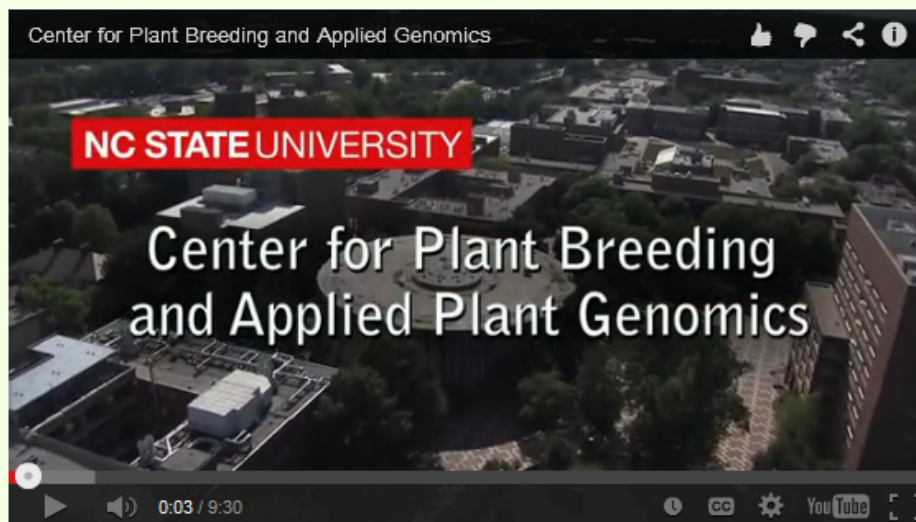 Center for Plant Breeding and Applied Genomics
NC STATE UNIVERSITY
Center for Plant Breeding
and Applied Plant Genomics
0:03 / 9:30
CC
YouTube